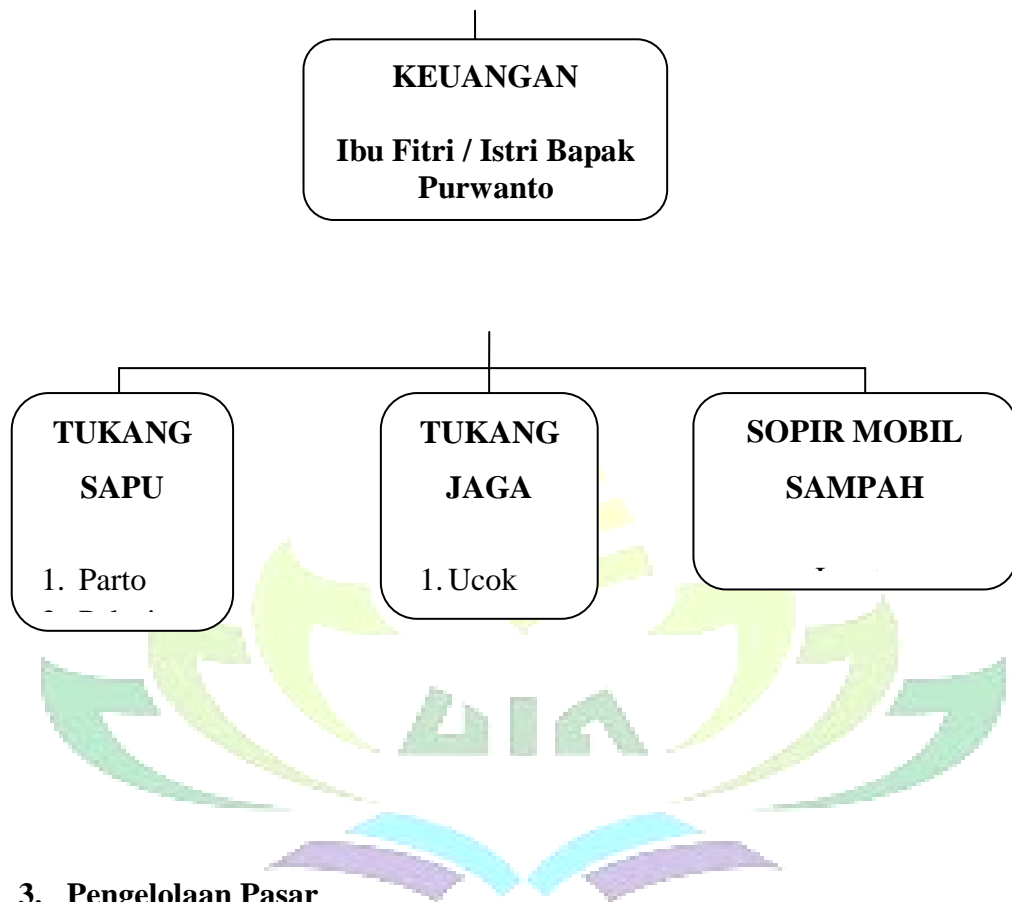 KEUANGAN
Ibu Fitri / Istri Bapak
Purwanto
TUKANG
SAPU
1. Parto
TUKANG
JAGA
1. Ucok
SOPIR MOBIL
SAMPAH
UIN
3. Pengelolaan Pasar